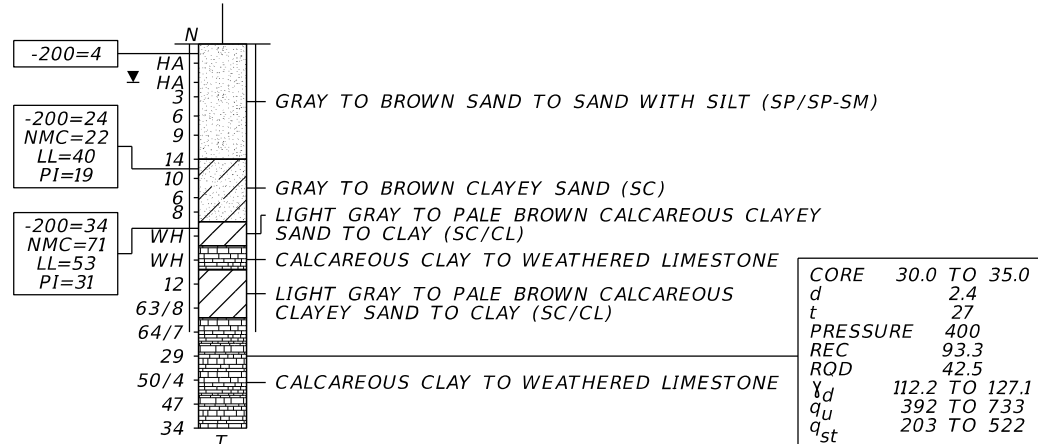 N
-200=4
HA
HA
3
6
9
14
10
6
8
WH
WH
12
63/8
64/7
29
50/4
47
34
T
-200=24
NMC=22
LL=40
PI=19
-200=34
NMC=71
LL=53
PI=31
GRAY TO BROWN SAND TO SAND WITH SILT (SP/SP-SM)
GRAY TO BROWN CLAYEY SAND (SC)
LIGHT GRAY TO PALE BROWN CALCAREOUS CLAYEY
SAND TO CLAY (SC/CL)
CALCAREOUS CLAY TO WEATHERED LIMESTONE
LIGHT GRAY TO PALE BROWN CALCAREOUS
CLAYEY SAND TO CLAY (SC/CL)
CALCAREOUS CLAY TO WEATHERED LIMESTONE
CORE 30.0 TO 35.0
d 2.4
t 27
PRESSURE 400
REC 93.3
RQD 42.5
γd 112.2 TO 127.1
qu 392 TO 733
qst 203 TO 522